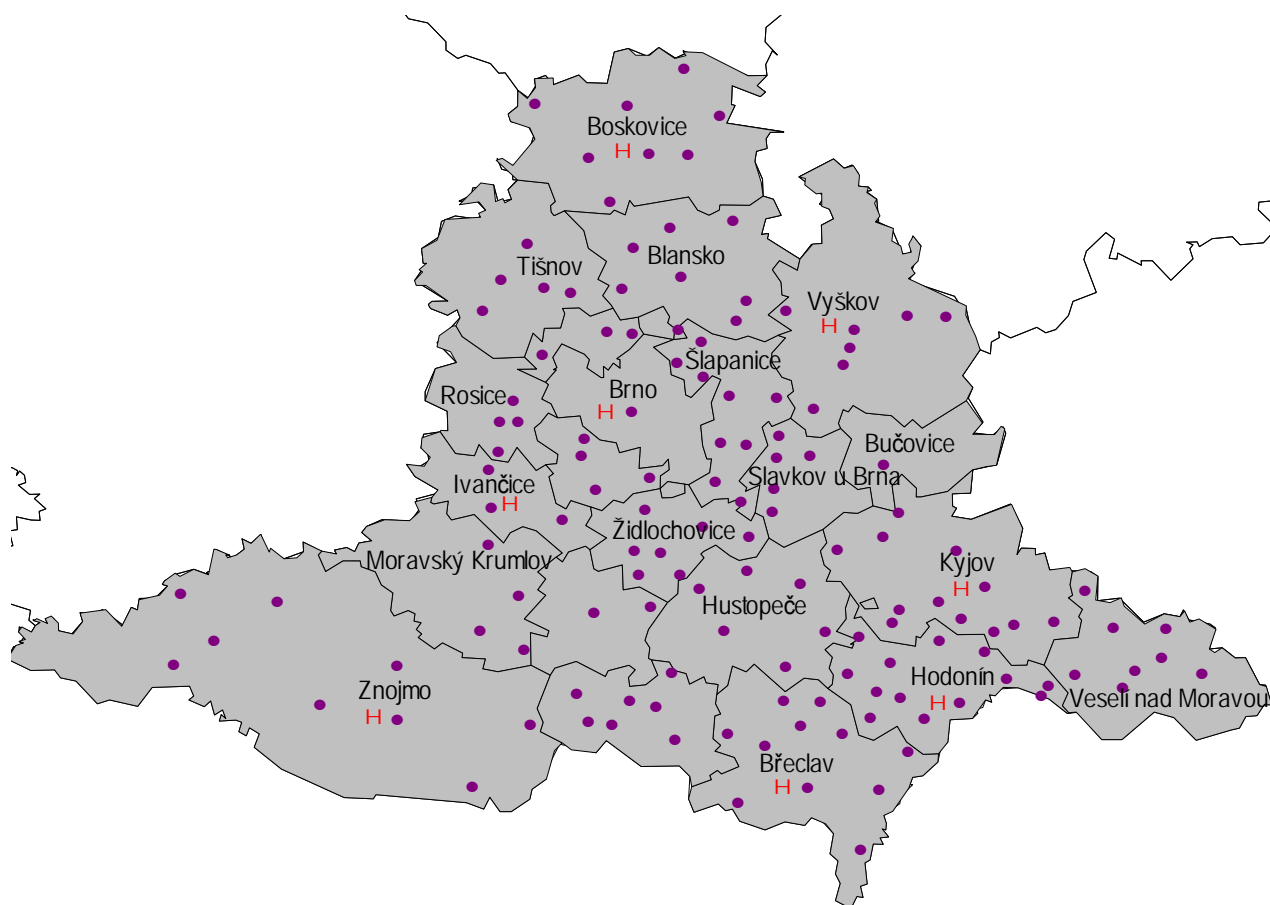 Boskovice
H
Tišnov
Blansko
Vyškov
H
Šlapanice
Rosice
Brno
H
Bučovice
Ivančice
H
Slavkov u Brna
Židlochovice
Moravský Krumlov
Kyjov
H
Hustopeče
Znojmo
H
Hodonín
H
Veselí nad Moravou
Břeclav
H